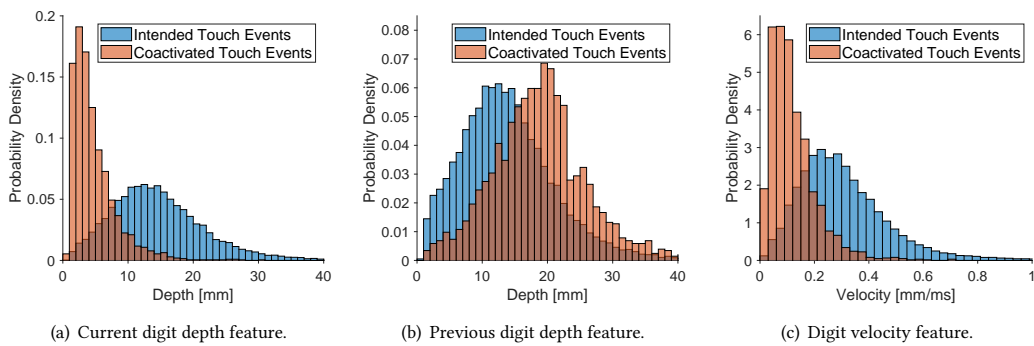 0.2
0.15
0.1
0.05
0
Probability Density
Intended Touch Events
Coactivated Touch Events
0 10 20 30 40
Depth [mm]
(a) Current digit depth feature.
0.08
0.07
0.06
0.05
0.04
0.03
0.02
0.01
0
Probability Density
Intended Touch Events
Coactivated Touch Events
0 10 20 30 40
Depth [mm]
(b) Previous digit depth feature.
6
5
4
3
2
1
0
Probability Density
Intended Touch Events
Coactivated Touch Events
0 0.2 0.4 0.6 0.8 1
Velocity [mm/ms]
(c) Digit velocity feature.